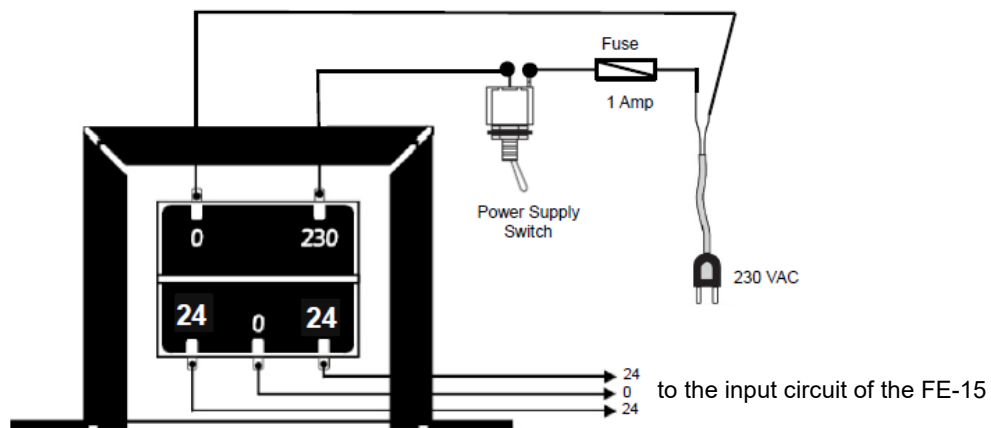 Fuse
1 Amp
Power Supply
Switch
0 230
230 VAC
24 0 24
24
0 to the input circuit of the FE-15
24